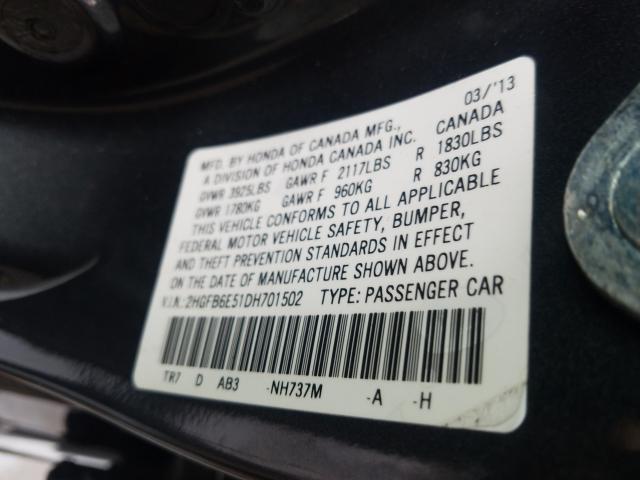 MFD. BY HONDA OF CANADA MFG., 03/'13
A DIVISION OF HONDA CANADA INC. CANADA
GVWR 3925LBS GAWR F 2117LBS R 1830LBS
GVWR 1780KG GAWR F 960KG R 830KG
THIS VEHICLE CONFORMS TO ALL APPLICABLE
FEDERAL MOTOR VEHICLE SAFETY, BUMPER,
AND THEFT PREVENTION STANDARDS IN EFFECT
ON THE DATE OF MANUFACTURE SHOWN ABOVE.
V.I.N.:2HGFB6E51DH701502 TYPE: PASSENGER CAR
TR7 D AB3 -NH737M -A -H